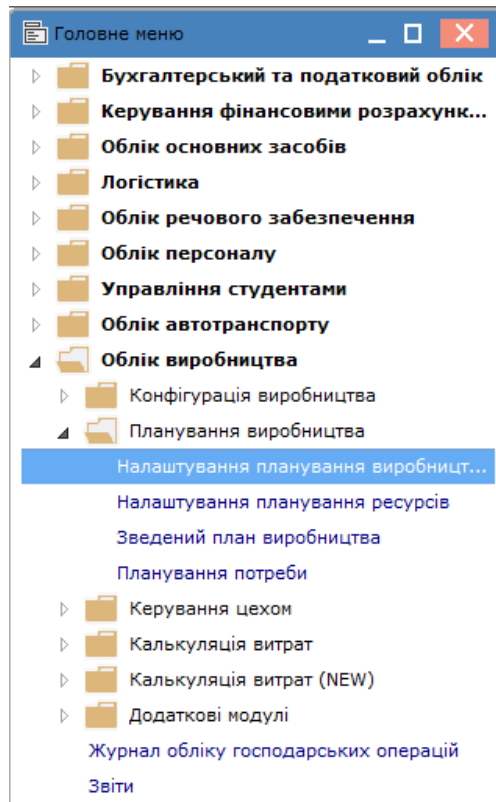 Головне меню
Бухгалтерський та податковий облік
Керування фінансовими розрахунк...
Облік основних засобів
Логістика
Облік речового забезпечення
Облік персоналу
Управління студентами
Облік автотранспорту
Облік виробництва
Конфігурація виробництва
Планування виробництва
Налаштування планування виробницт...
Налаштування планування ресурсів
Зведений план виробництва
Планування потреби
Керування цехом
Калькуляція витрат
Калькуляція витрат (NEW)
Додаткові модулі
Журнал обліку господарських операцій
Звіти